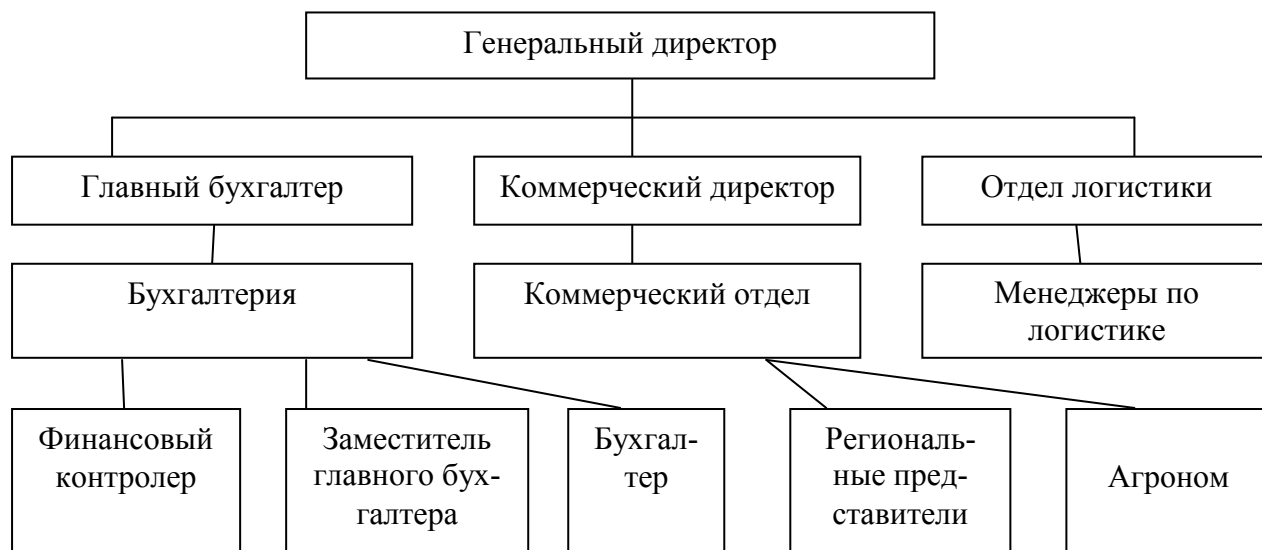 Генеральный директор
Главный бухгалтер
Коммерческий директор
Отдел логистики
Бухгалтерия
Коммерческий отдел
Менеджеры по
логистике
Финансовый
контролер
Заместитель
главного бух-
галтера
Бухгал-
тер
Региональ-
ные пред-
ставители
Агроном